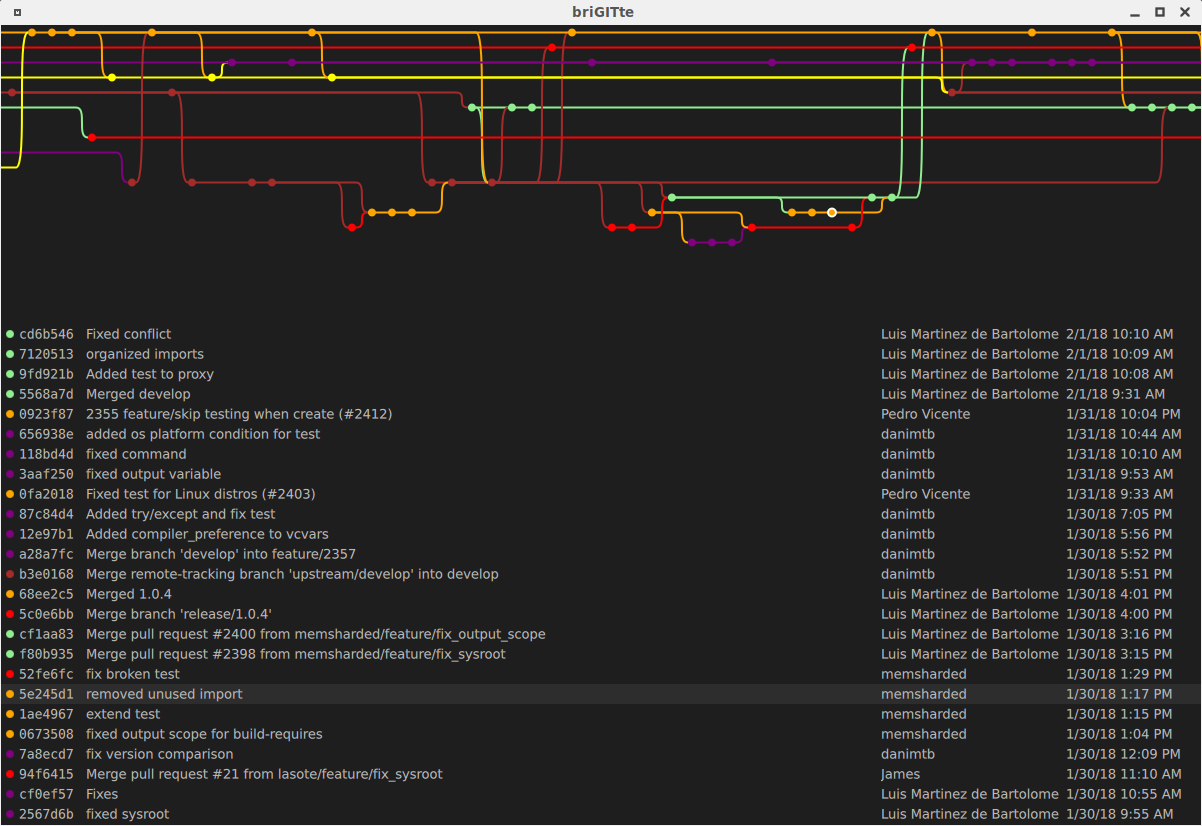 briGITte
cd6b546 Fixed conflict Luis Martinez de Bartolome 2/1/18 10:10 AM
7120513 organized imports Luis Martinez de Bartolome 2/1/18 10:09 AM
9fd921b Added test to proxy Luis Martinez de Bartolome 2/1/18 10:08 AM
5568a7d Merged develop Luis Martinez de Bartolome 2/1/18 9:31 AM
0923f87 2355 feature/skip testing when create (#2412) Pedro Vicente 1/31/18 10:04 PM
656938e added os platform condition for test danimtb 1/31/18 10:44 AM
118bd4d fixed command danimtb 1/31/18 10:10 AM
3aaf250 fixed output variable danimtb 1/31/18 9:53 AM
0fa2018 Fixed test for Linux distros (#2403) Pedro Vicente 1/31/18 9:33 AM
87c84d4 Added try/except and fix test danimtb 1/30/18 7:05 PM
12e97b1 Added compiler_preference to vcvars danimtb 1/30/18 5:56 PM
a28a7fc Merge branch 'develop' into feature/2357 danimtb 1/30/18 5:52 PM
b3e0168 Merge remote-tracking branch 'upstream/develop' into develop danimtb 1/30/18 5:51 PM
68ee2c5 Merged 1.0.4 Luis Martinez de Bartolome 1/30/18 4:01 PM
5c0e6bb Merge branch 'release/1.0.4' Luis Martinez de Bartolome 1/30/18 4:00 PM
cf1aa83 Merge pull request #2400 from memsharded/feature/fix_output_scope Luis Martinez de Bartolome 1/30/18 3:16 PM
f80b935 Merge pull request #2398 from memsharded/feature/fix_sysroot Luis Martinez de Bartolome 1/30/18 3:15 PM
52fe6fc fix broken test memsharded 1/30/18 1:29 PM
5e245d1 removed unused import memsharded 1/30/18 1:17 PM
1ae4967 extend test memsharded 1/30/18 1:15 PM
0673508 fixed output scope for build-requires memsharded 1/30/18 1:04 PM
7a8ecd7 fix version comparison danimtb 1/30/18 12:09 PM
94f6415 Merge pull request #21 from lasote/feature/fix_sysroot James 1/30/18 11:10 AM
cf0ef57 Fixes Luis Martinez de Bartolome 1/30/18 10:55 AM
2567d6b fixed sysroot Luis Martinez de Bartolome 1/30/18 9:55 AM